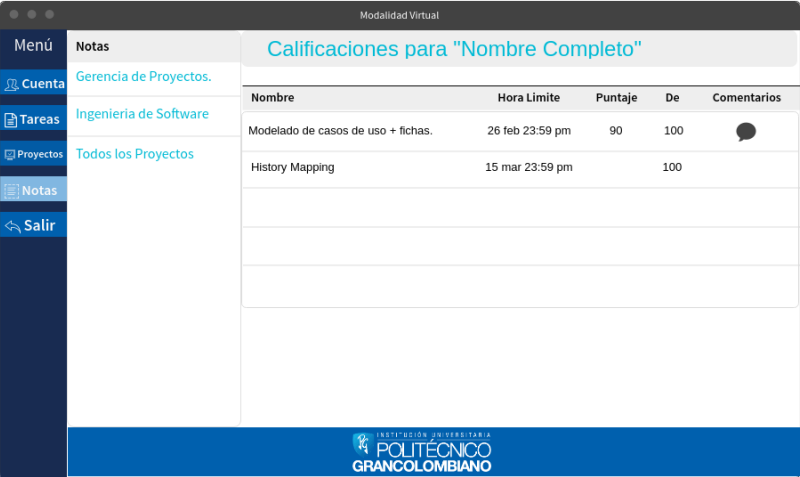 Modalidad Virtual
Menú
Cuenta
Tareas
Proyectos
Notas
Salir
Notas
Gerencia de Proyectos.
Ingenieria de Software
Todos los Proyectos
Calificaciones para "Nombre Completo"
Nombre Hora Limite Puntaje De Comentarios
Modelado de casos de uso + fichas. 26 feb 23:59 pm 90 100
History Mapping 15 mar 23:59 pm 100
INSTITUCIÓN UNIVERSITARIA
POLITÉCNICO
GRANCOLOMBIANO